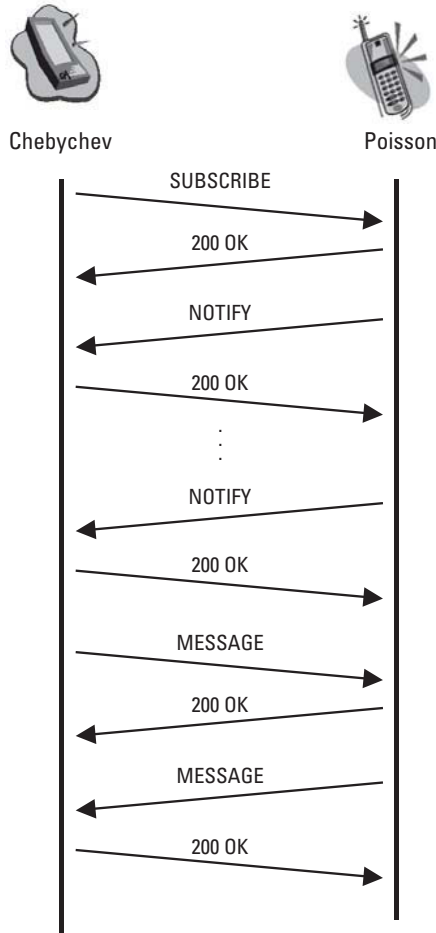 Chebychev Poisson
SUBSCRIBE
200 OK
NOTIFY
200 OK
.
.
.
NOTIFY
200 OK
MESSAGE
200 OK
MESSAGE
200 OK